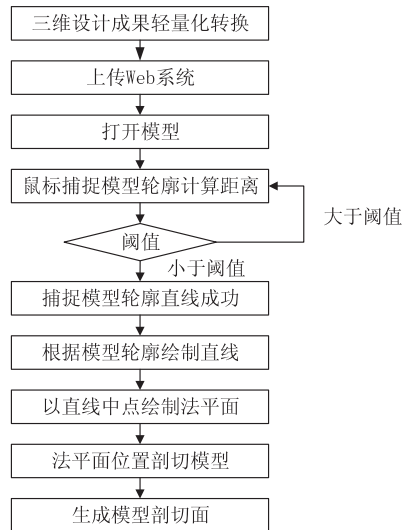 三维设计成果轻量化转换
上传Web系统
打开模型
鼠标捕捉模型轮廓计算距离
大于阈值
阈值
小于阈值
捕捉模型轮廓直线成功
根据模型轮廓绘制直线
以直线中点绘制法平面
法平面位置剖切模型
生成模型剖切面